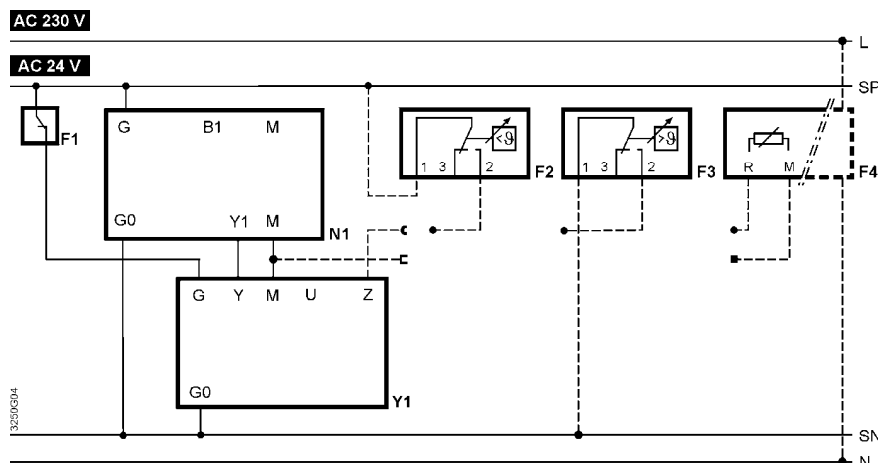 AC 230 V
L
AC 24 V
SP
F1
G B1 M
G0 Y1 M
N1
<ϑ
1 3 2
F2
>ϑ
1 3 2
F3
R M
F4
G Y M U Z
G0
Y1
3250G04
SN
N